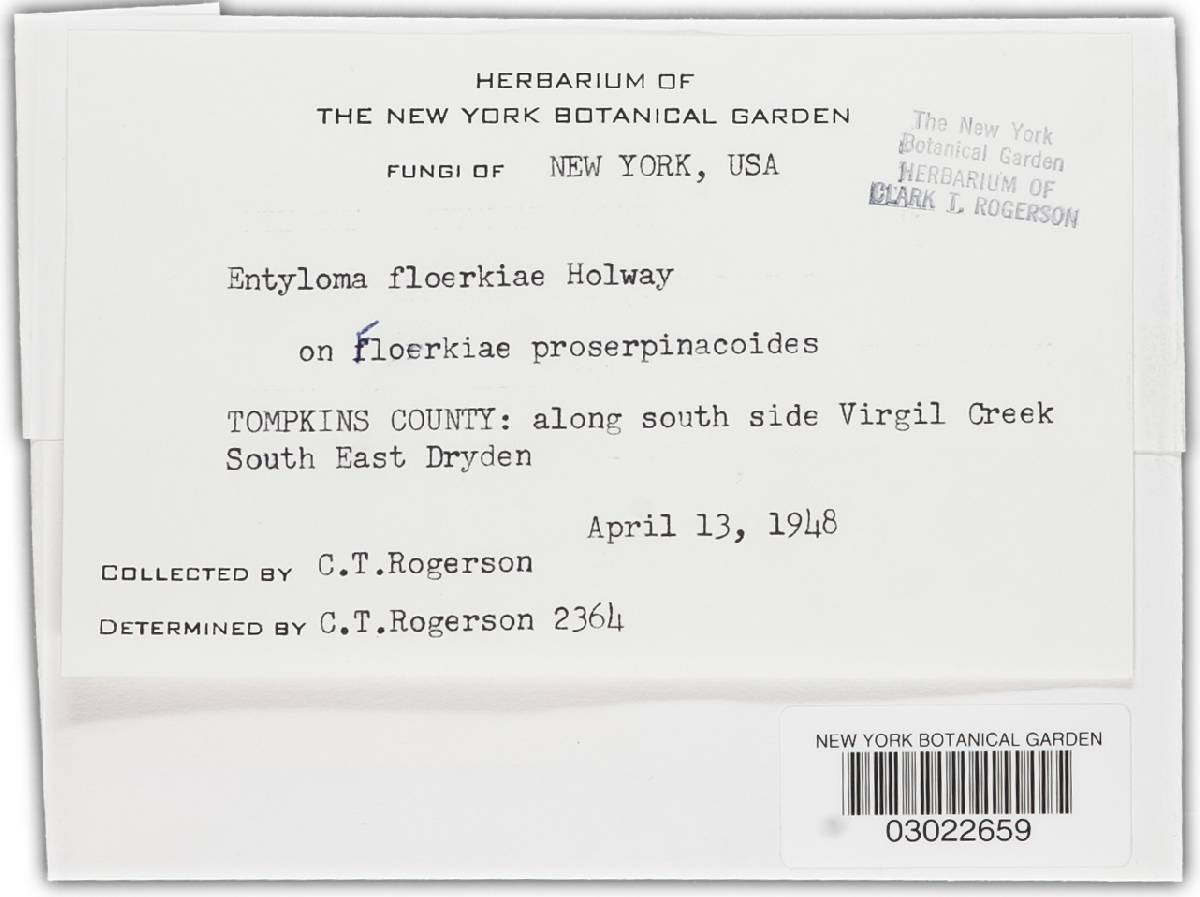 HERBARIUM OF
THE NEW YORK BOTANICAL GARDEN
FUNGI OF NEW YORK, USA
The New York
Botanical Garden
HERBARIUM OF
CLARK T. ROGERSON
Entyloma floerkiae Holway
on floerkiae proserpinacoides
TOMPKINS COUNTY: along south side Virgil Creek
South East Dryden
April 13, 1948
COLLECTED BY C.T.Rogerson
DETERMINED BY C.T.Rogerson 2364
NEW YORK BOTANICAL GARDEN
03022659